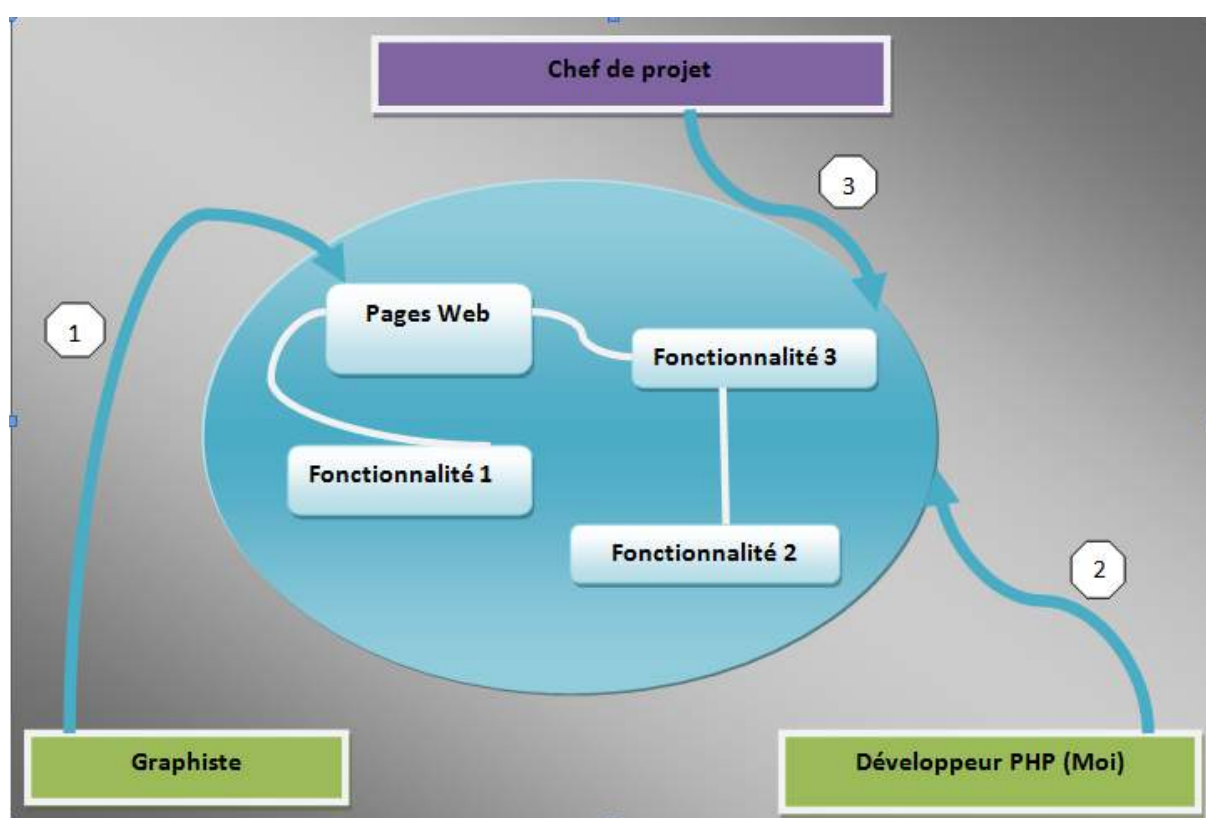 Chef de projet
3
1
Pages Web
Fonctionnalité 3
Fonctionnalité 1
Fonctionnalité 2
2
Graphiste
Développeur PHP (Moi)